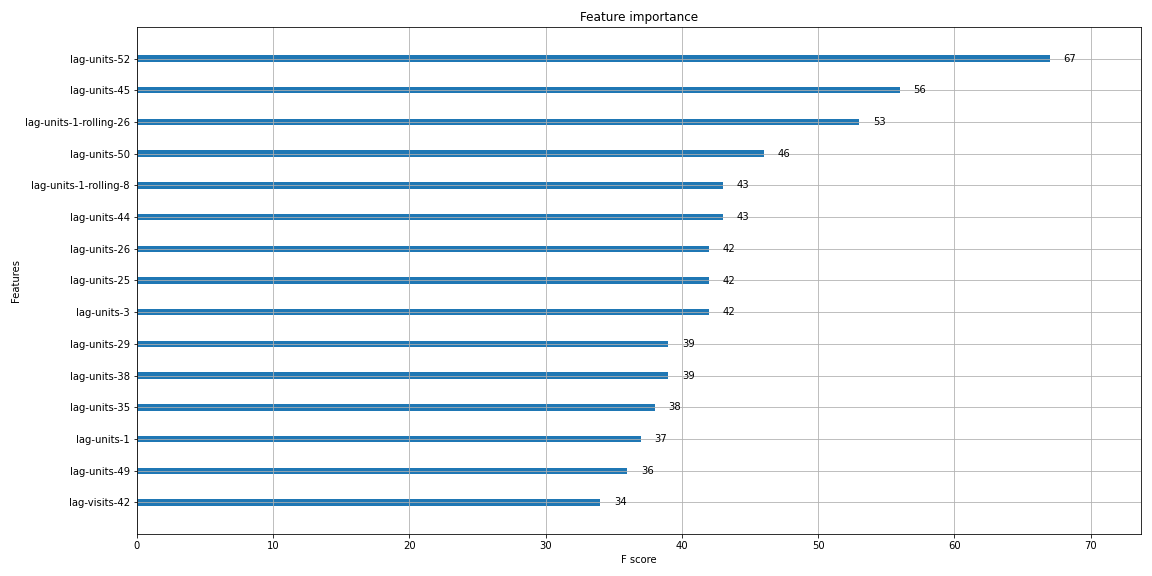 Feature importance
Features
lag-units-52 67
lag-units-45 56
lag-units-1-rolling-26 53
lag-units-50 46
lag-units-1-rolling-8 43
lag-units-44 43
lag-units-26 42
lag-units-25 42
lag-units-3 42
lag-units-29 39
lag-units-38 39
lag-units-35 38
lag-units-1 37
lag-units-49 36
lag-visits-42 34
0 10 20 30 40 50 60 70
F score